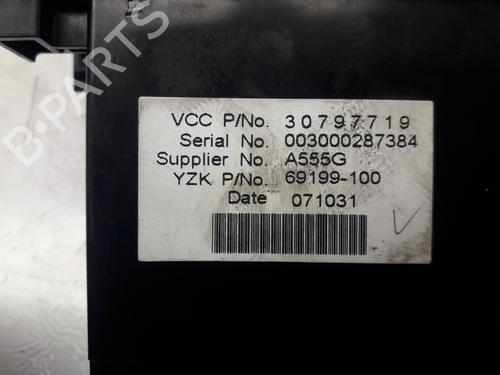 VCC P/No. 30797719
Serial No. 003000287384
Supplier No. A555G
YZK P/No. 69199-100
Date 071031
B-PARTS